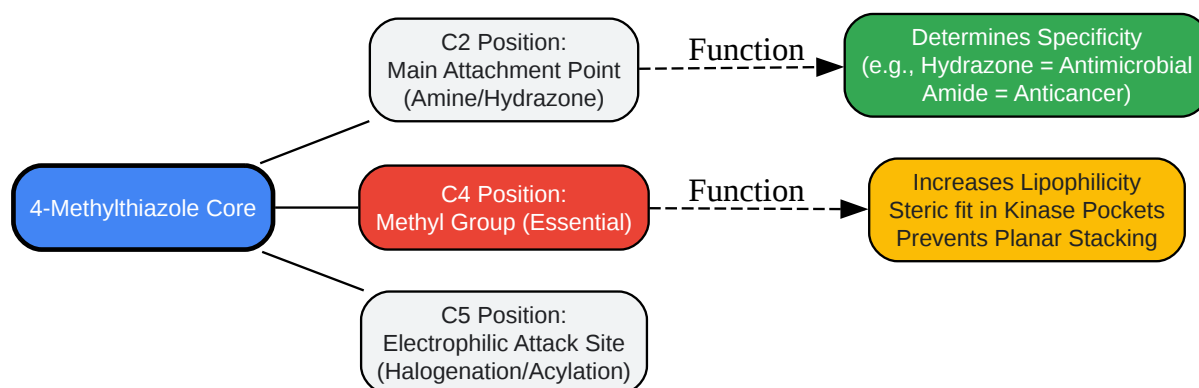 C2 Position:
Main Attachment Point
(Amine/Hydrazone)
Function
Determines Specificity
(e.g., Hydrazone = Antimicrobial
Amide = Anticancer)
4-Methylthiazole Core
C4 Position:
Methyl Group (Essential)
Function
Increases Lipophilicity
Steric fit in Kinase Pockets
Prevents Planar Stacking
C5 Position:
Electrophilic Attack Site
(Halogenation/Acylation)